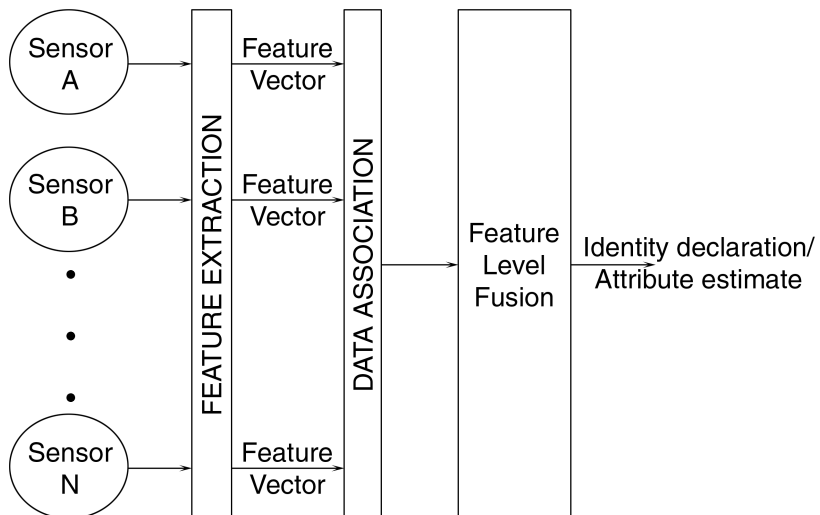 Sensor
A
Feature
Vector
Sensor
B
Feature
Vector
Sensor
N
Feature
Vector
FEATURE EXTRACTION
DATA ASSOCIATION
Feature
Level
Fusion
Identity declaration/
Attribute estimate